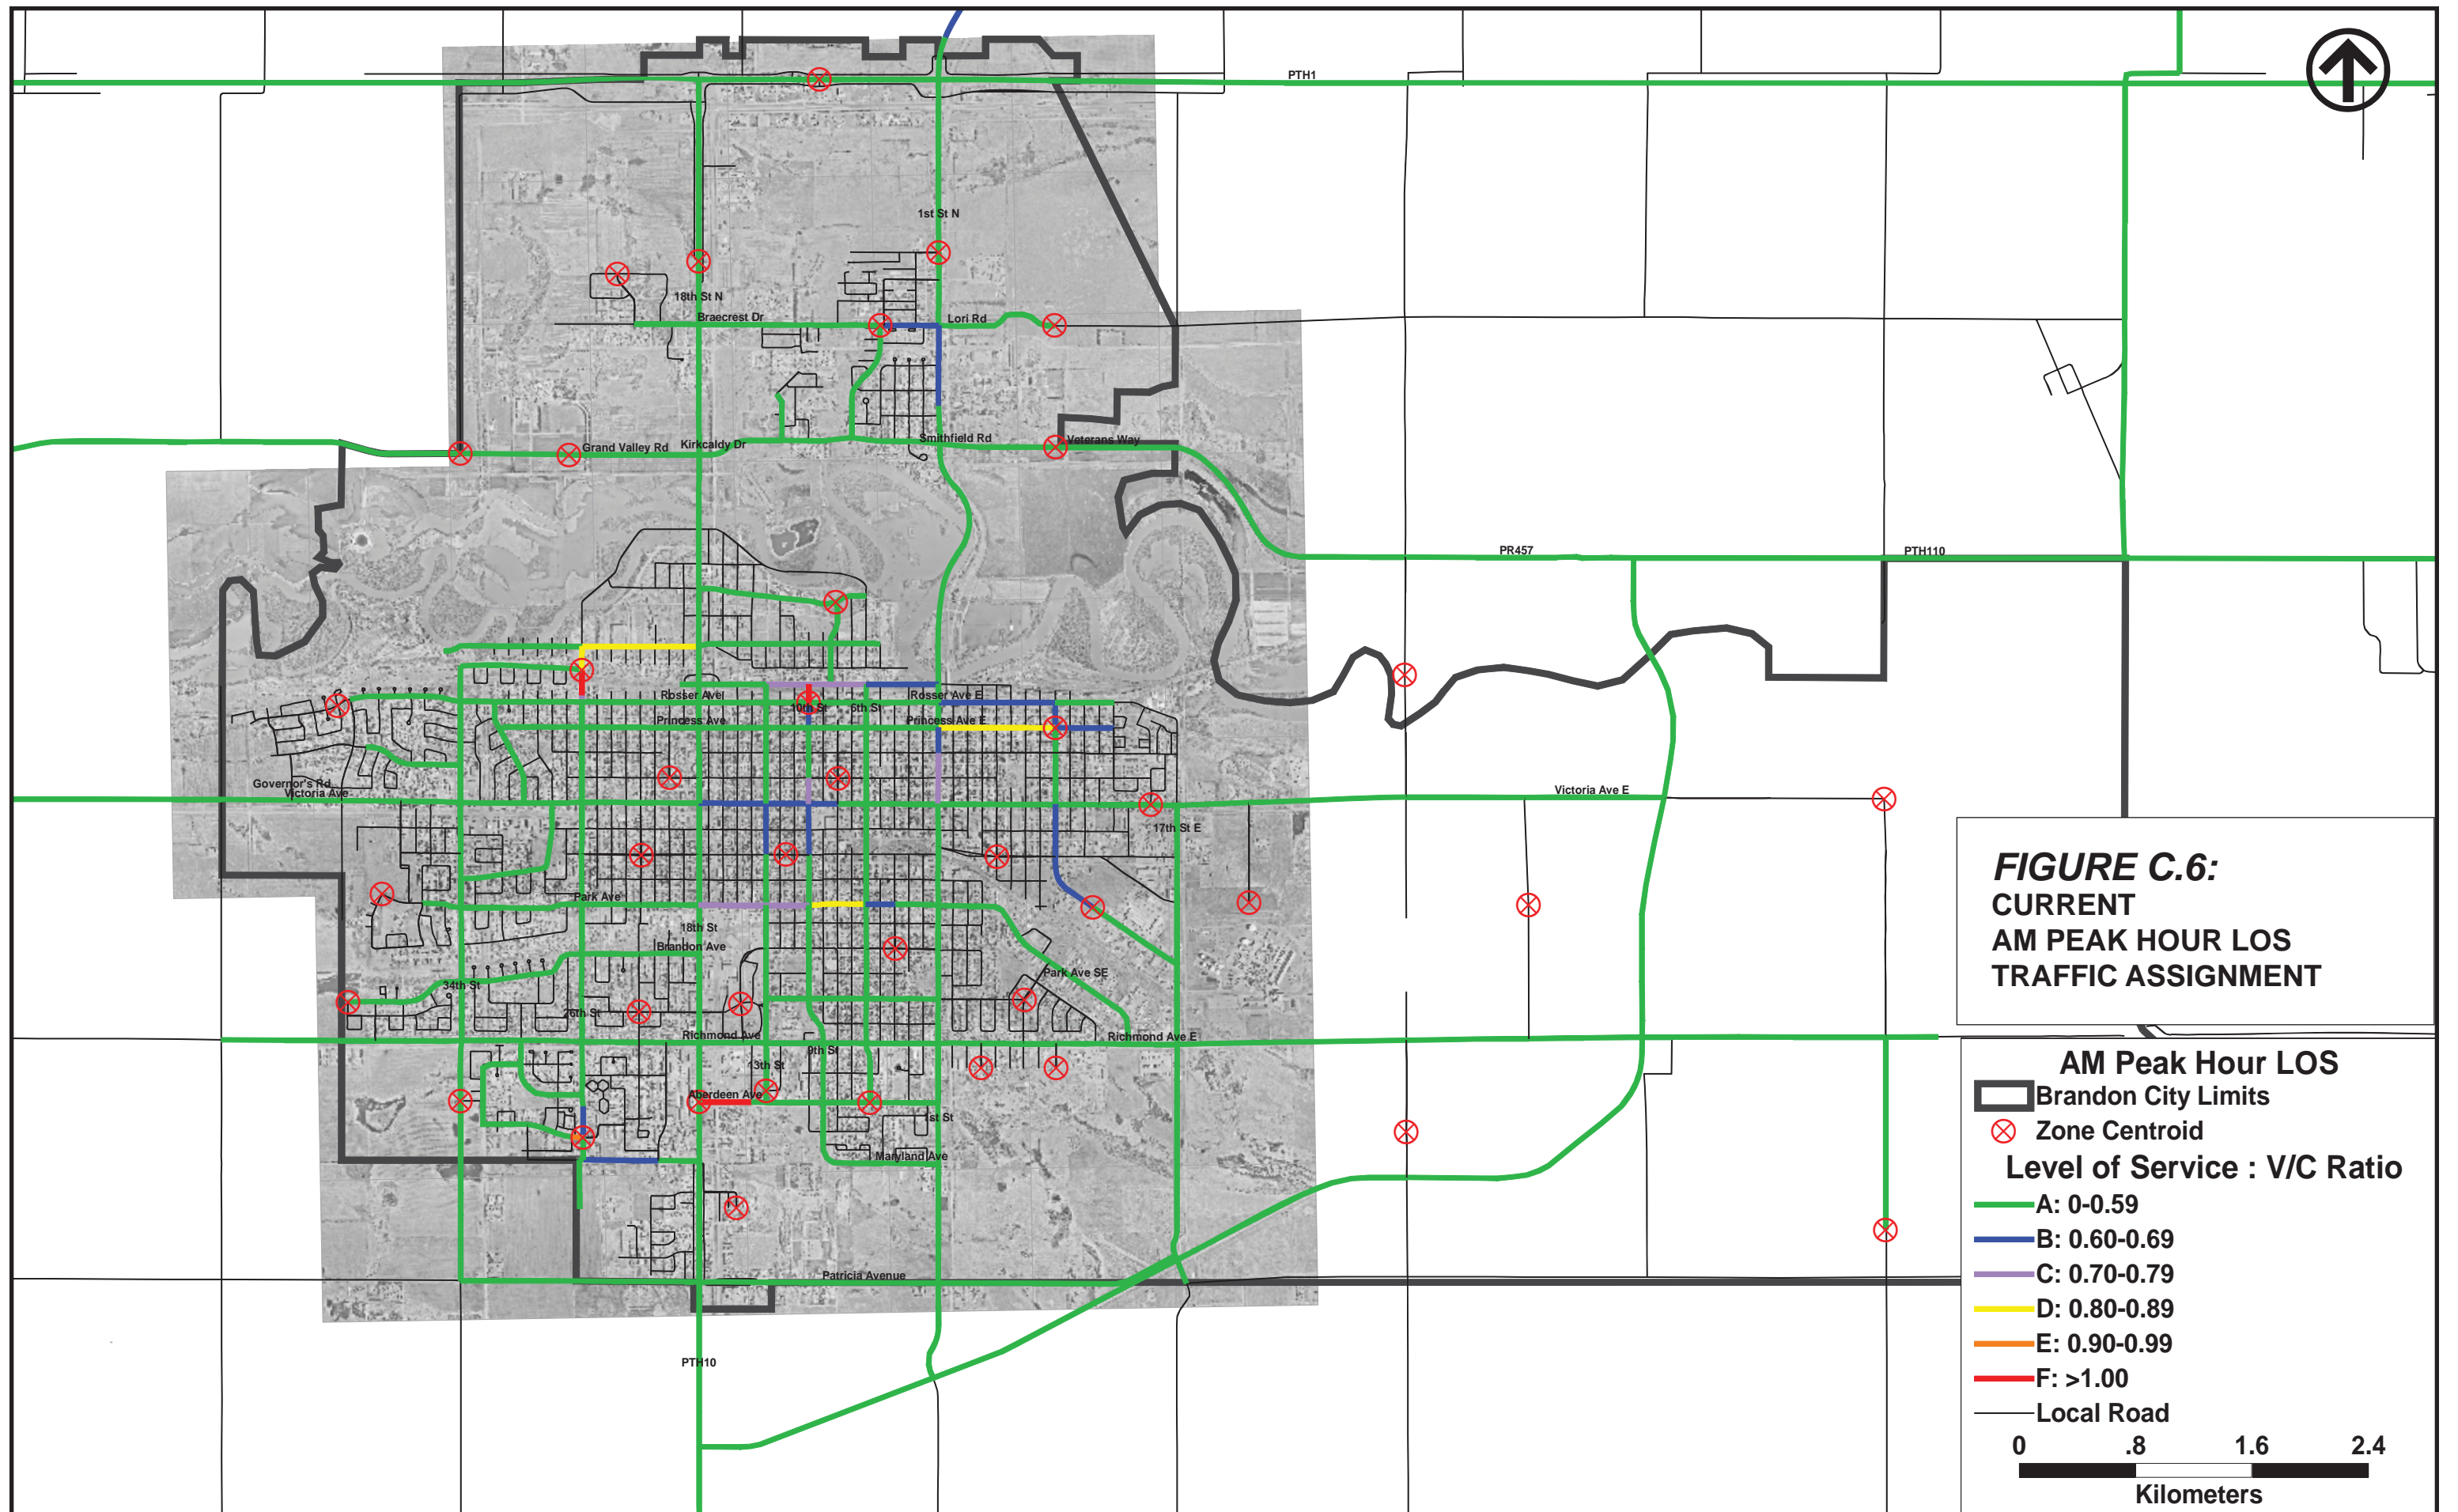 PTH1
1st St N
18th St N
Braecrest Dr
Lori Rd
Grand Valley Rd
Kirkcaldy Dr
Smithfield Rd
Veterans Way
PR457
PTH110
Rosser Ave
10th St
6th St
Rosser Ave E
Princess Ave
Princess Ave E
Governor's Rd
Victoria Ave
Victoria Ave E
17th St E
Park Ave
18th St
Brandon Ave
Park Ave SE
34th St
26th St
Richmond Ave
9th St
Richmond Ave E
13th St
Aberdeen Ave
1st St
Maryland Ave
Patricia Avenue
PTH10
FIGURE C.6:
CURRENT
AM PEAK HOUR LOS
TRAFFIC ASSIGNMENT
AM Peak Hour LOS
Brandon City Limits
Zone Centroid
Level of Service : V/C Ratio
A: 0-0.59
B: 0.60-0.69
C: 0.70-0.79
D: 0.80-0.89
E: 0.90-0.99
F: >1.00
Local Road
0 .8 1.6 2.4
Kilometers